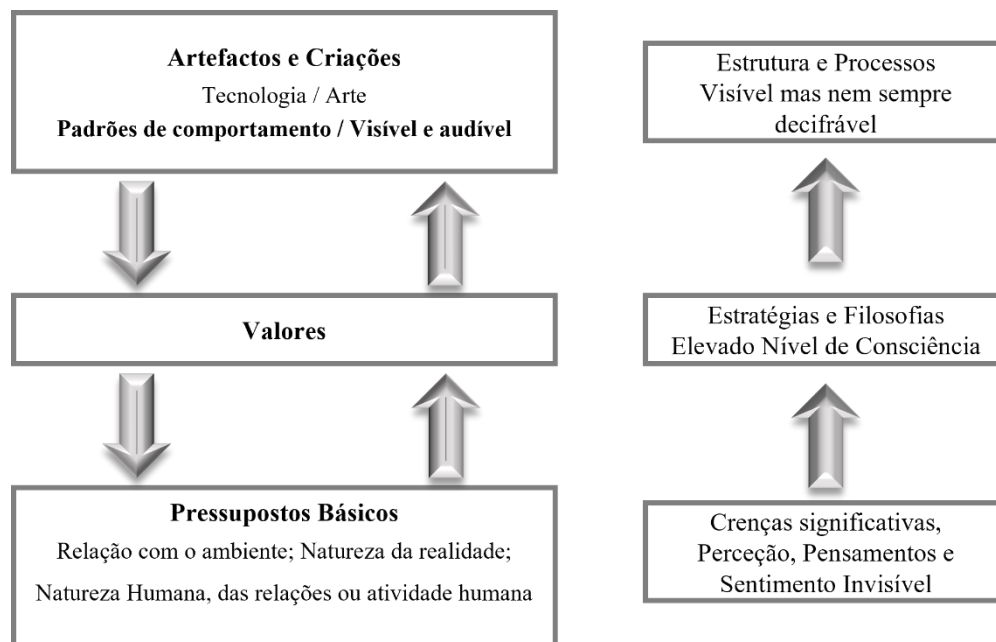 Artefactos e Criações
Tecnologia / Arte
Padrões de comportamento / Visível e audível
Valores
Pressupostos Básicos
Relação com o ambiente; Natureza da realidade;
Natureza Humana, das relações ou atividade humana
Estrutura e Processos
Visível mas nem sempre
decifrável
Estratégias e Filosofias
Elevado Nível de Consciência
Crenças significativas,
Perceção, Pensamentos e
Sentimento Invisível